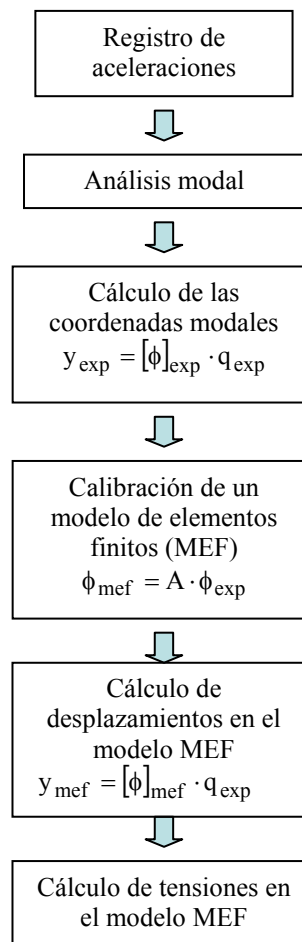 Registro de
aceleraciones
Análisis modal
Cálculo de las
coordenadas modales
y_exp = [ϕ]_exp · q_exp
Calibración de un
modelo de elementos
finitos (MEF)
ϕ_mef = A · ϕ_exp
Cálculo de
desplazamientos en el
modelo MEF
y_mef = [ϕ]_mef · q_exp
Cálculo de tensiones en
el modelo MEF